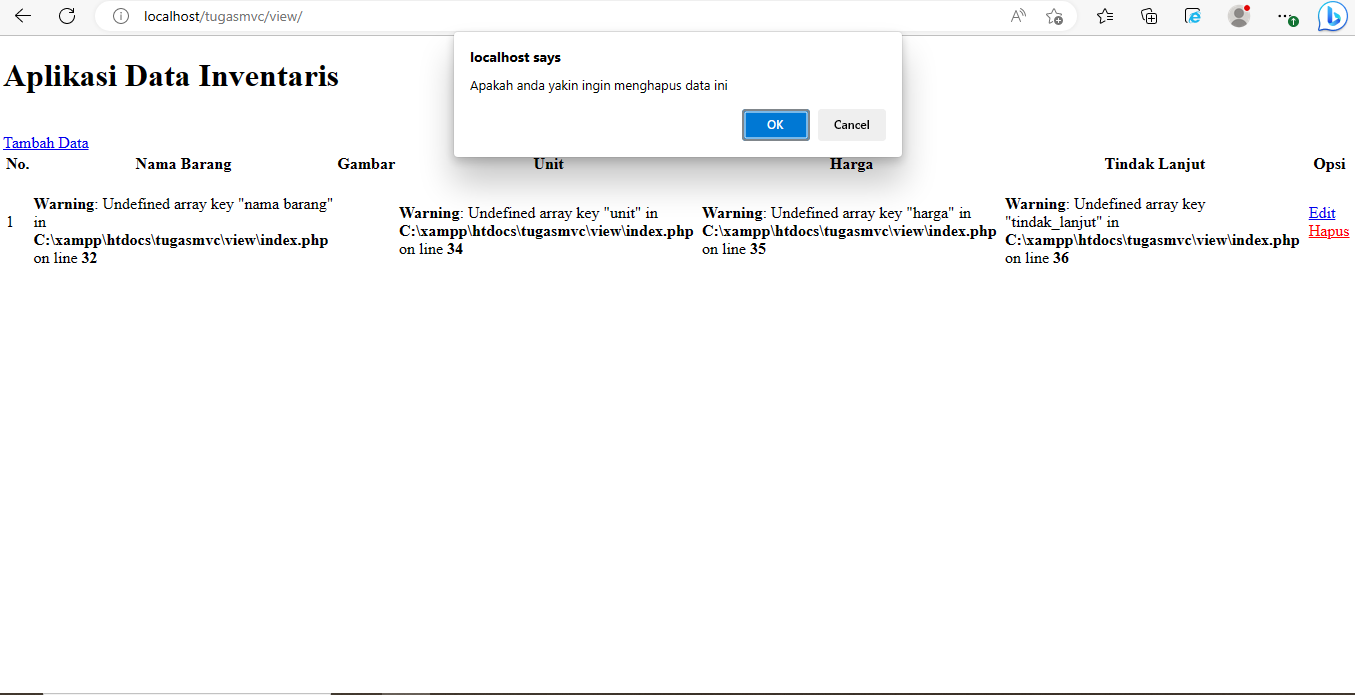 localhost/tugasmvc/view/
localhost says
Apakah anda yakin ingin menghapus data ini
OK Cancel
Aplikasi Data Inventaris
Tambah Data
No. Nama Barang Gambar Unit Harga Tindak Lanjut Opsi
1
Warning: Undefined array key "nama barang"
in
C:\xampp\htdocs\tugasmvc\view\index.php
on line 32
Warning: Undefined array key "unit" in
C:\xampp\htdocs\tugasmvc\view\index.php
on line 34
Warning: Undefined array key "harga" in
C:\xampp\htdocs\tugasmvc\view\index.php
on line 35
Warning: Undefined array key
"tindak_lanjut" in
C:\xampp\htdocs\tugasmvc\view\index.php
on line 36
Edit
Hapus